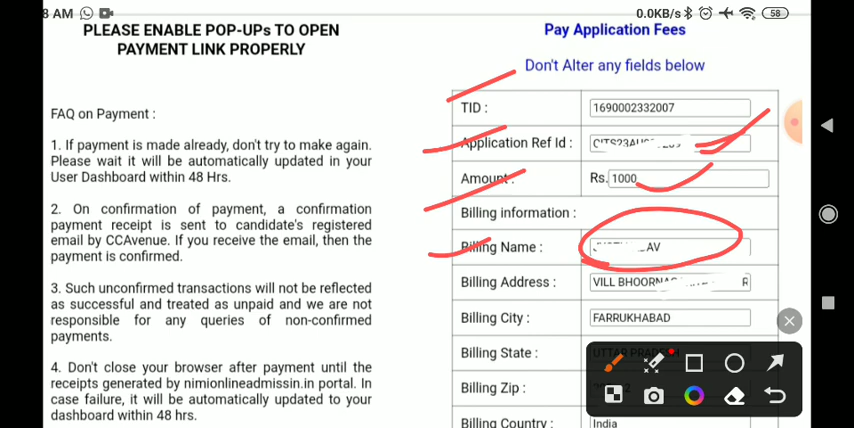 8 AM
0.0KB/s
58
PLEASE ENABLE POP-UPs TO OPEN
PAYMENT LINK PROPERLY
FAQ on Payment :
1. If payment is made already, don't try to make again.
Please wait it will be automatically updated in your
User Dashboard within 48 Hrs.
2. On confirmation of payment, a confirmation
payment receipt is sent to candidate's registered
email by CCAvenue. If you receive the email, then the
payment is confirmed.
3. Such unconfirmed transactions will not be reflected
as successful and treated as unpaid and we are not
responsible for any queries of non-confirmed
payments.
4. Don't close your browser after payment until the
receipts generated by nimionlineadmissin.in portal. In
case failure, it will be automatically updated to your
dashboard within 48 hrs.
Pay Application Fees
Don't Alter any fields below
TID : 1690002332007
Application Ref Id :
Amount : Rs. 1000
Billing information :
Billing Name :
Billing Address : VILL
Billing City : FARRUKHABAD
Billing State : UTTAR PRADESH
Billing Zip :
Billing Country : India